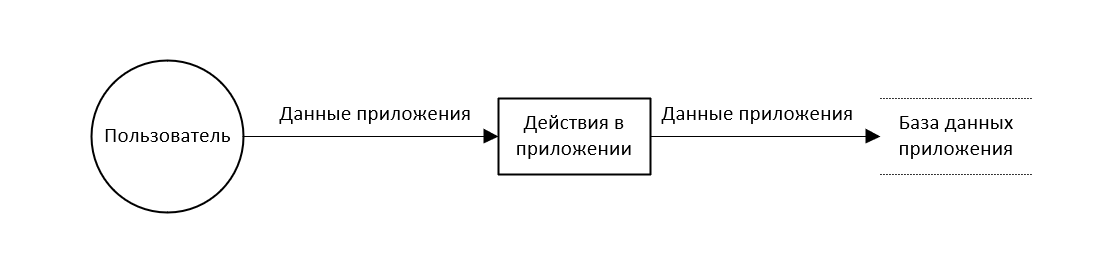 Пользователь
Данные приложения
Действия в
приложении
Данные приложения
База данных
приложения